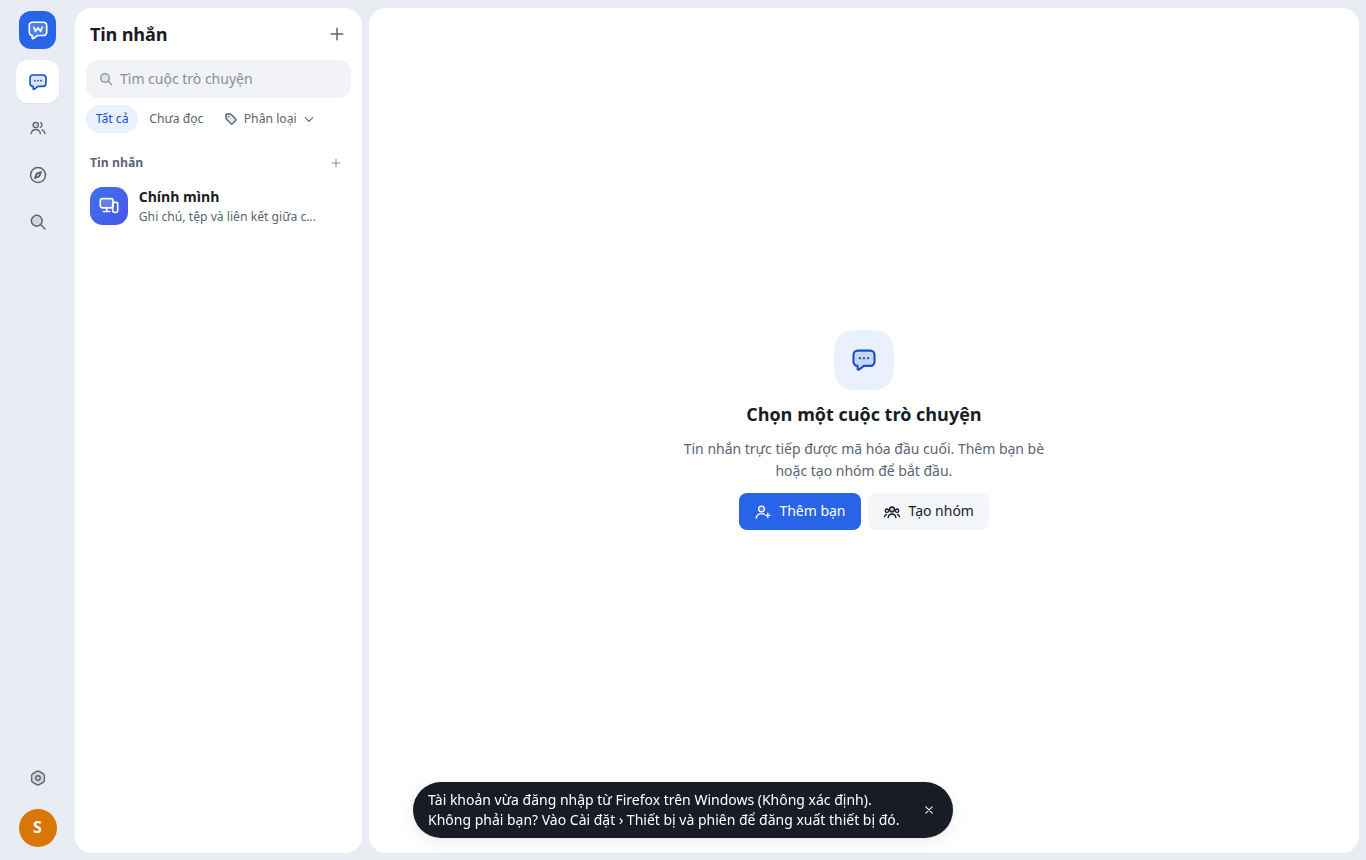 Tin nhắn
Tìm cuộc trò chuyện
Tất cả
Chưa đọc
Phân loại
Tin nhắn
Chính mình
Ghi chú, tệp và liên kết giữa c...
Chọn một cuộc trò chuyện
Tin nhắn trực tiếp được mã hóa đầu cuối. Thêm bạn bè
hoặc tạo nhóm để bắt đầu.
Thêm bạn
Tạo nhóm
Tài khoản vừa đăng nhập từ Firefox trên Windows (Không xác định).
Không phải bạn? Vào Cài đặt › Thiết bị và phiên để đăng xuất thiết bị đó.
S